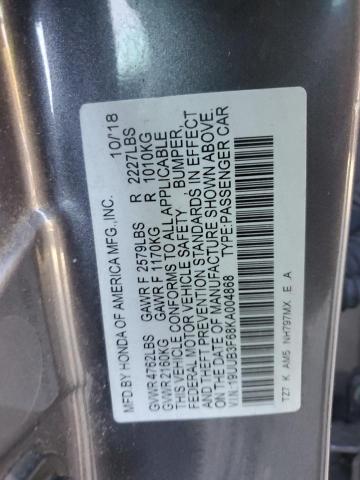 MFD.BY HONDA OF AMERICA MFG.,INC. 10/18
GVWR 4762LBS GAWR F 2579LBS R 2227LBS
GVWR 2160KG GAWR F 1170KG R 1010KG
THIS VEHICLE CONFORMS TO ALL APPLICABLE
FEDERAL MOTOR VEHICLE SAFETY, BUMPER,
AND THEFT PREVENTION STANDARDS IN EFFECT
ON THE DATE OF MANUFACTURE SHOWN ABOVE.
VIN:19UUB3F68KA004868 TYPE:PASSENGER CAR
TZ7 K AM5 NH797MX E A